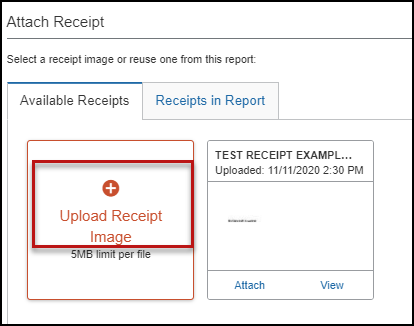 Attach Receipt
Select a receipt image or reuse one from this report:
Available Receipts
Receipts in Report
Upload Receipt
Image
5MB limit per file
TEST RECEIPT EXAMPL...
Uploaded: 11/11/2020 2:30 PM
Attach
View